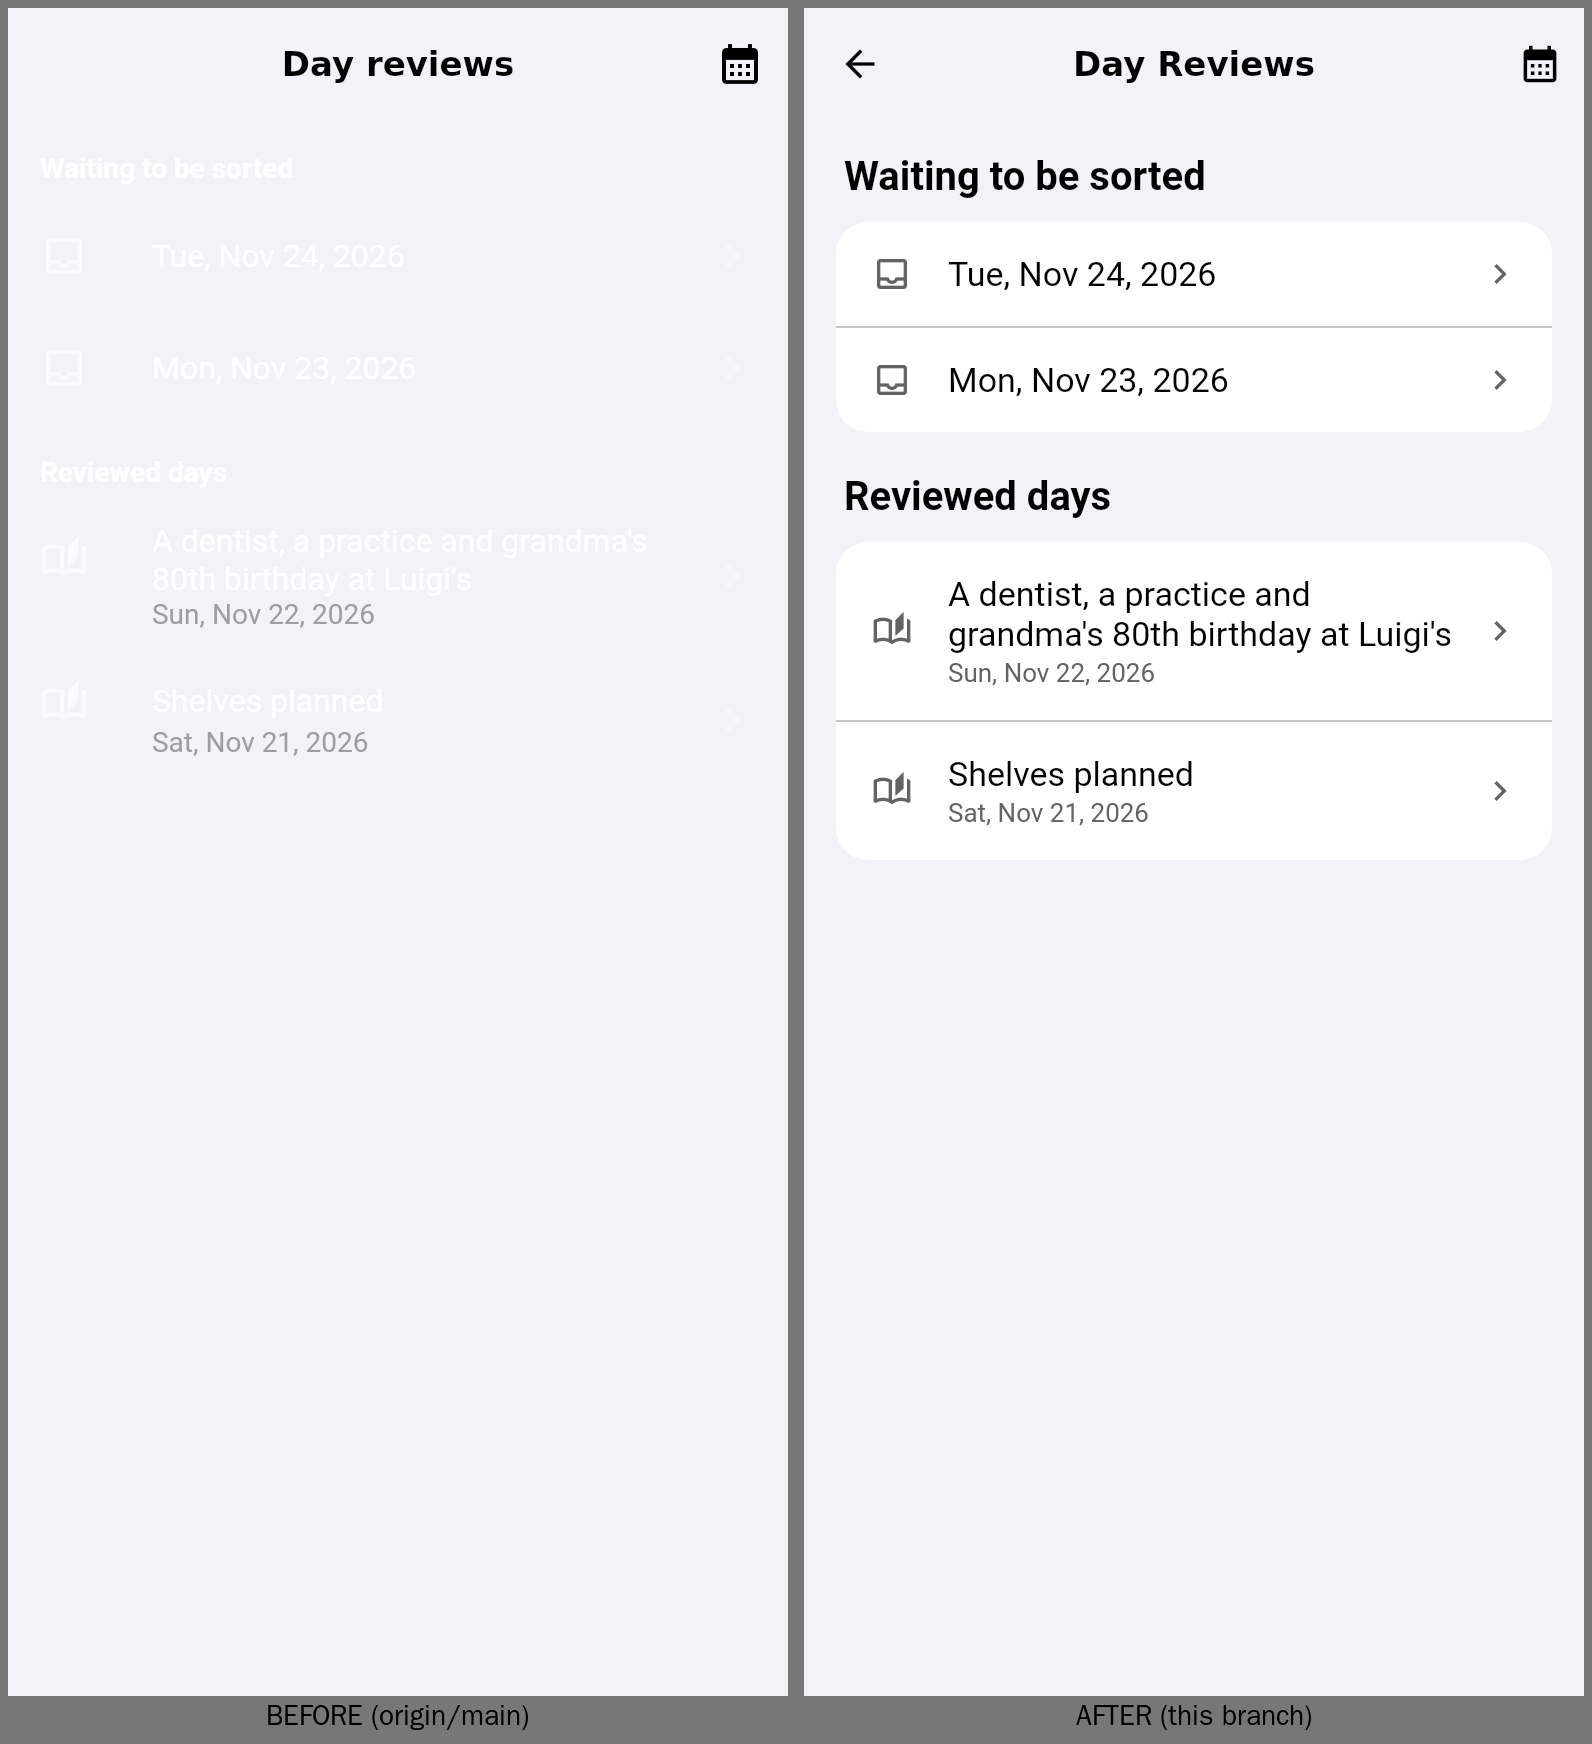 Day reviews
Waiting to be sorted
Tue, Nov 24, 2026
Mon, Nov 23, 2026
Reviewed days
A dentist, a practice and grandma's
80th birthday at Luigi's
Sun, Nov 22, 2026
Shelves planned
Sat, Nov 21, 2026
BEFORE (origin/main)
Day Reviews
Waiting to be sorted
Tue, Nov 24, 2026
Mon, Nov 23, 2026
Reviewed days
A dentist, a practice and
grandma's 80th birthday at Luigi's
Sun, Nov 22, 2026
Shelves planned
Sat, Nov 21, 2026
AFTER (this branch)